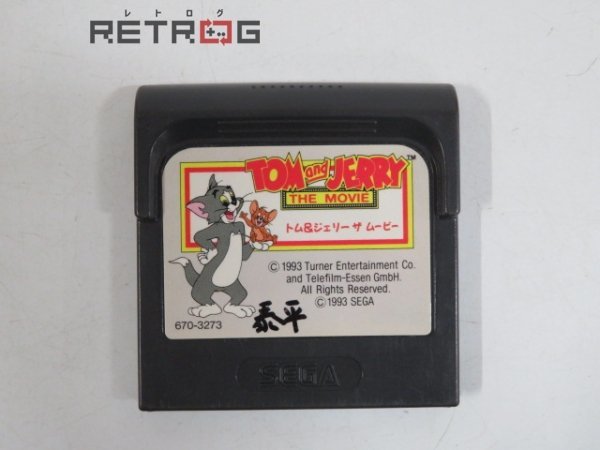 レトログ
RETROG
TOM and JERRY™
THE MOVIE
トム&ジェリー ザ ムービー
© 1993 Turner Entertainment Co.
and Telefilm-Essen GmbH.
All Rights Reserved.
© 1993 SEGA
670-3273
泰平
SEGA